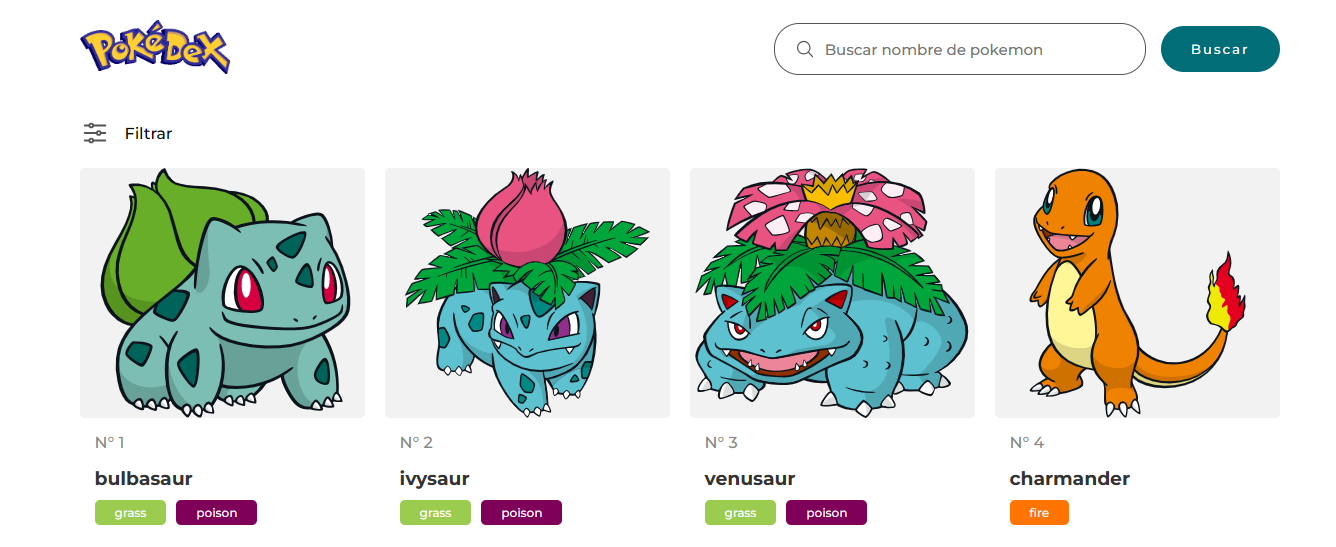 PokéDex
Buscar nombre de pokemon
Buscar
Filtrar
N° 1
N° 2
N° 3
N° 4
bulbasaur
ivysaur
venusaur
charmander
grass poison
grass poison
grass poison
fire